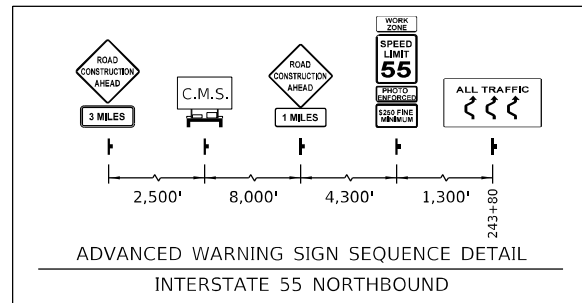 ROAD
CONSTRUCTION
AHEAD
3 MILES
C.M.S.
ROAD
CONSTRUCTION
AHEAD
1 MILES
WORK
ZONE
SPEED
LIMIT
55
PHOTO
ENFORCED
$250 FINE
MINIMUM
ALL TRAFFIC
2,500'
8,000'
4,300'
1,300'
243+80
ADVANCED WARNING SIGN SEQUENCE DETAIL
INTERSTATE 55 NORTHBOUND